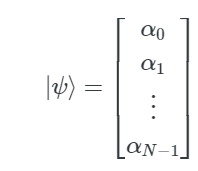 |ψ⟩ = [
α₀
α₁
⋮
α_{N−1}
]